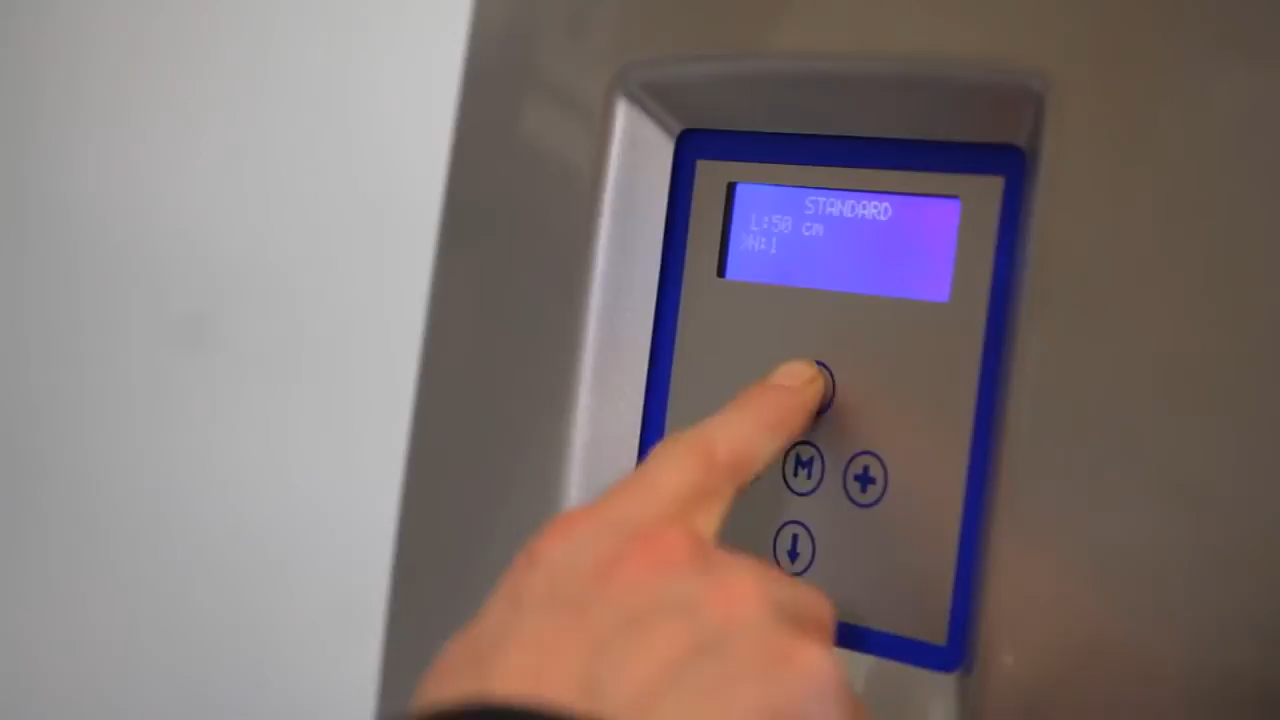 STANDARD
L:50 cm
>N:1
M
+
↓